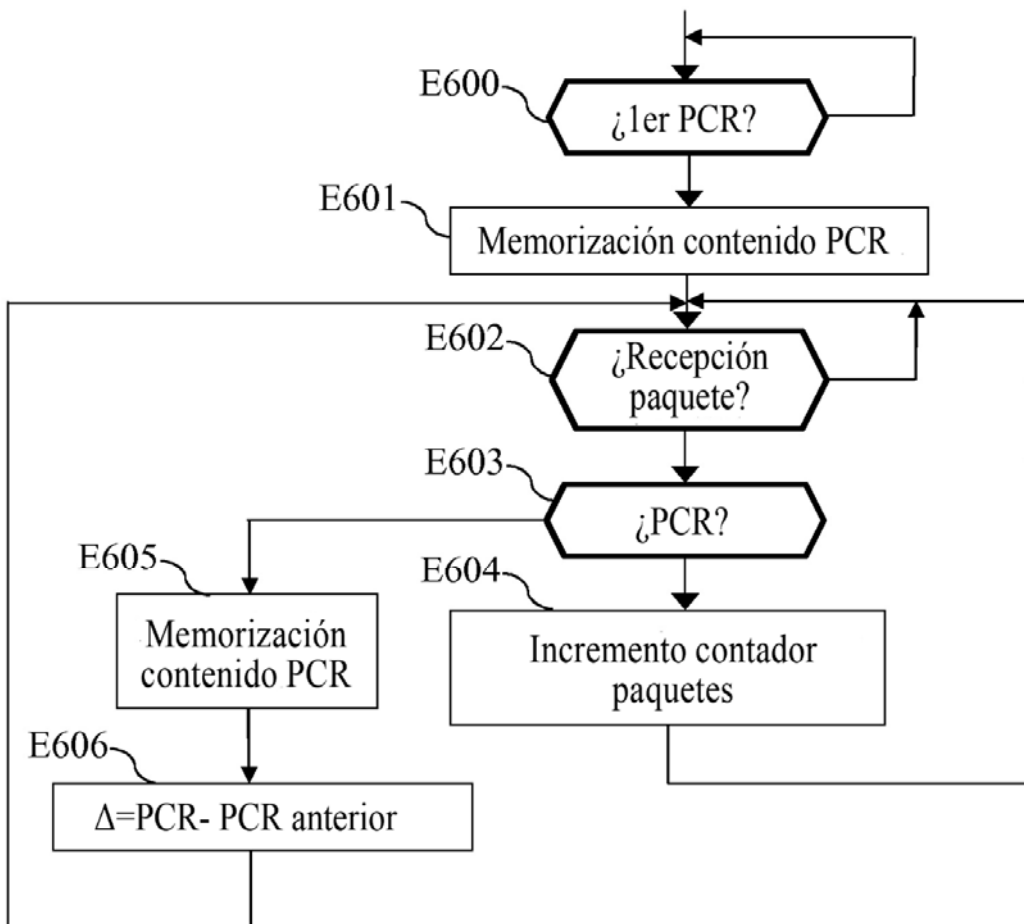 E600
¿1er PCR?
E601
Memorización contenido PCR
E602
¿Recepción
paquete?
E603
¿PCR?
E605
Memorización
contenido PCR
E604
Incremento contador
paquetes
E606
Δ=PCR- PCR anterior